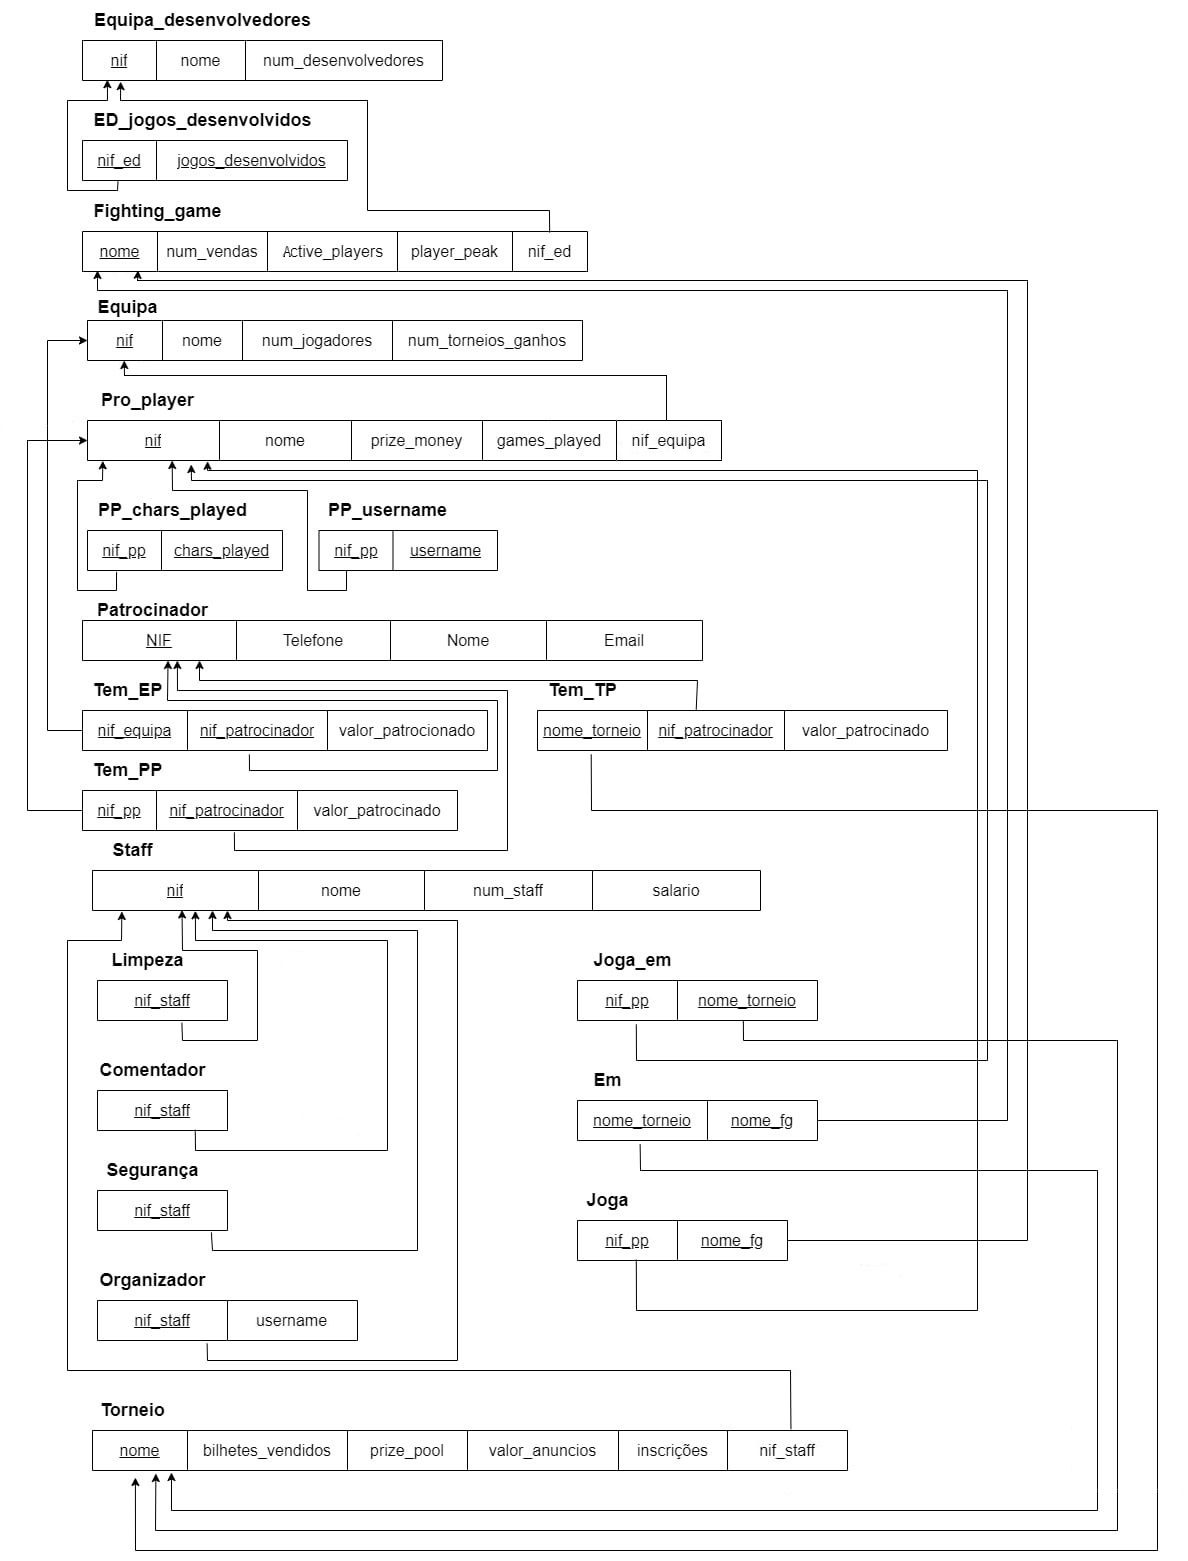 Equipa_desenvolvedores
nif nome num_desenvolvedores
ED_jogos_desenvolvidos
nif_ed jogos_desenvolvidos
Fighting_game
nome num_vendas Active_players player_peak nif_ed
Equipa
nif nome num_jogadores num_torneios_ganhos
Pro_player
nif nome prize_money games_played nif_equipa
PP_chars_played PP_username
nif_pp chars_played nif_pp username
Patrocinador
NIF Telefone Nome Email
Tem_EP Tem_TP
nif_equipa nif_patrocinador valor_patrocionado nome_torneio nif_patrocinador valor_patrocinado
Tem_PP
nif_pp nif_patrocinador valor_patrocinado
Staff
nif nome num_staff salario
Limpeza Joga_em
nif_staff nif_pp nome_torneio
Comentador Em
nif_staff nome_torneio nome_fg
Segurança Joga
nif_staff nif_pp nome_fg
Organizador
nif_staff username
Torneio
nome bilhetes_vendidos prize_pool valor_anuncios inscrições nif_staff